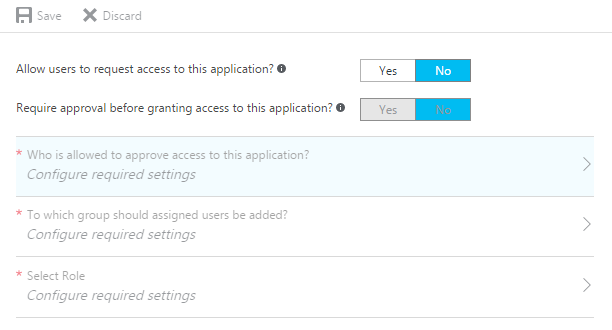 Save Discard
Allow users to request access to this application? Yes No
Require approval before granting access to this application? Yes No
* Who is allowed to approve access to this application?
Configure required settings
* To which group should assigned users be added?
Configure required settings
* Select Role
Configure required settings